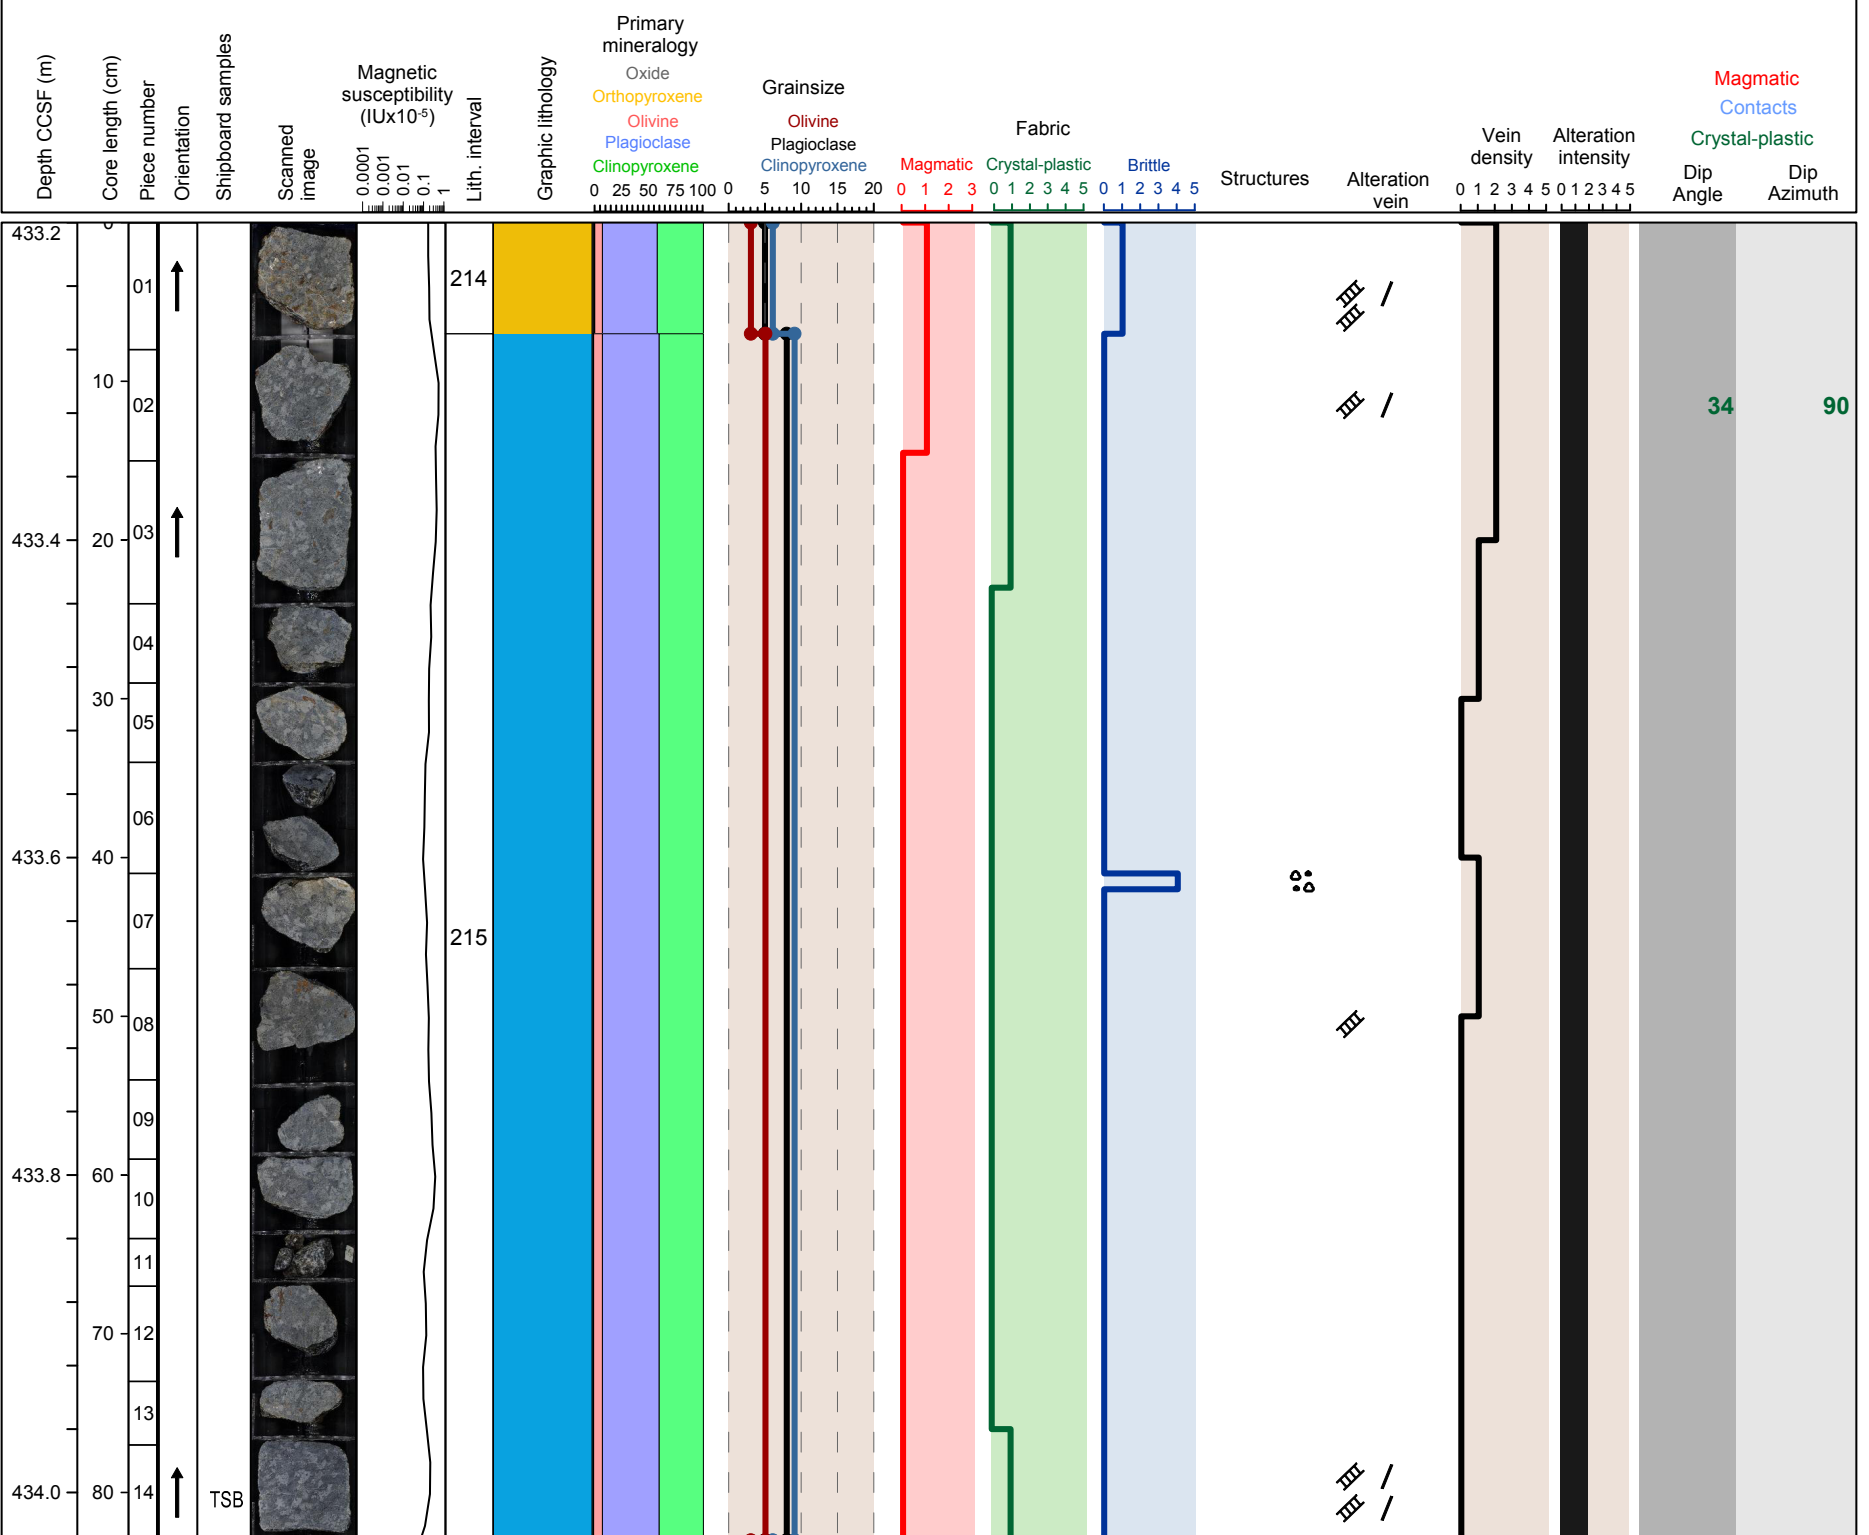 Depth CCSF (m)
Core length (cm)
Piece number
Orientation
Shipboard samples
Scanned
image
Magnetic
susceptibility
(IUx10-5)
0.0001
0.001
0.01
0.1
1
Lith. interval
Graphic lithology
Primary
mineralogy
Oxide
Orthopyroxene
Olivine
Plagioclase
Clinopyroxene
0 25 50 75 100
Grainsize
Olivine
Plagioclase
Clinopyroxene
0 5 10 15 20
Fabric
Magmatic
0 1 2 3
Crystal-plastic
0 1 2 3 4 5
Brittle
0 1 2 3 4 5
Structures
Alteration
vein
Vein
density
0 1 2 3 4 5
Alteration
intensity
0 1 2 3 4 5
Magmatic
Contacts
Crystal-plastic
Dip
Angle
Dip
Azimuth
433.2
0
01
214
10
02
34
90
433.4
20
03
04
30
05
06
433.6
40
07
215
50
08
09
433.8
60
10
11
70
12
13
434.0
80
14
TSB